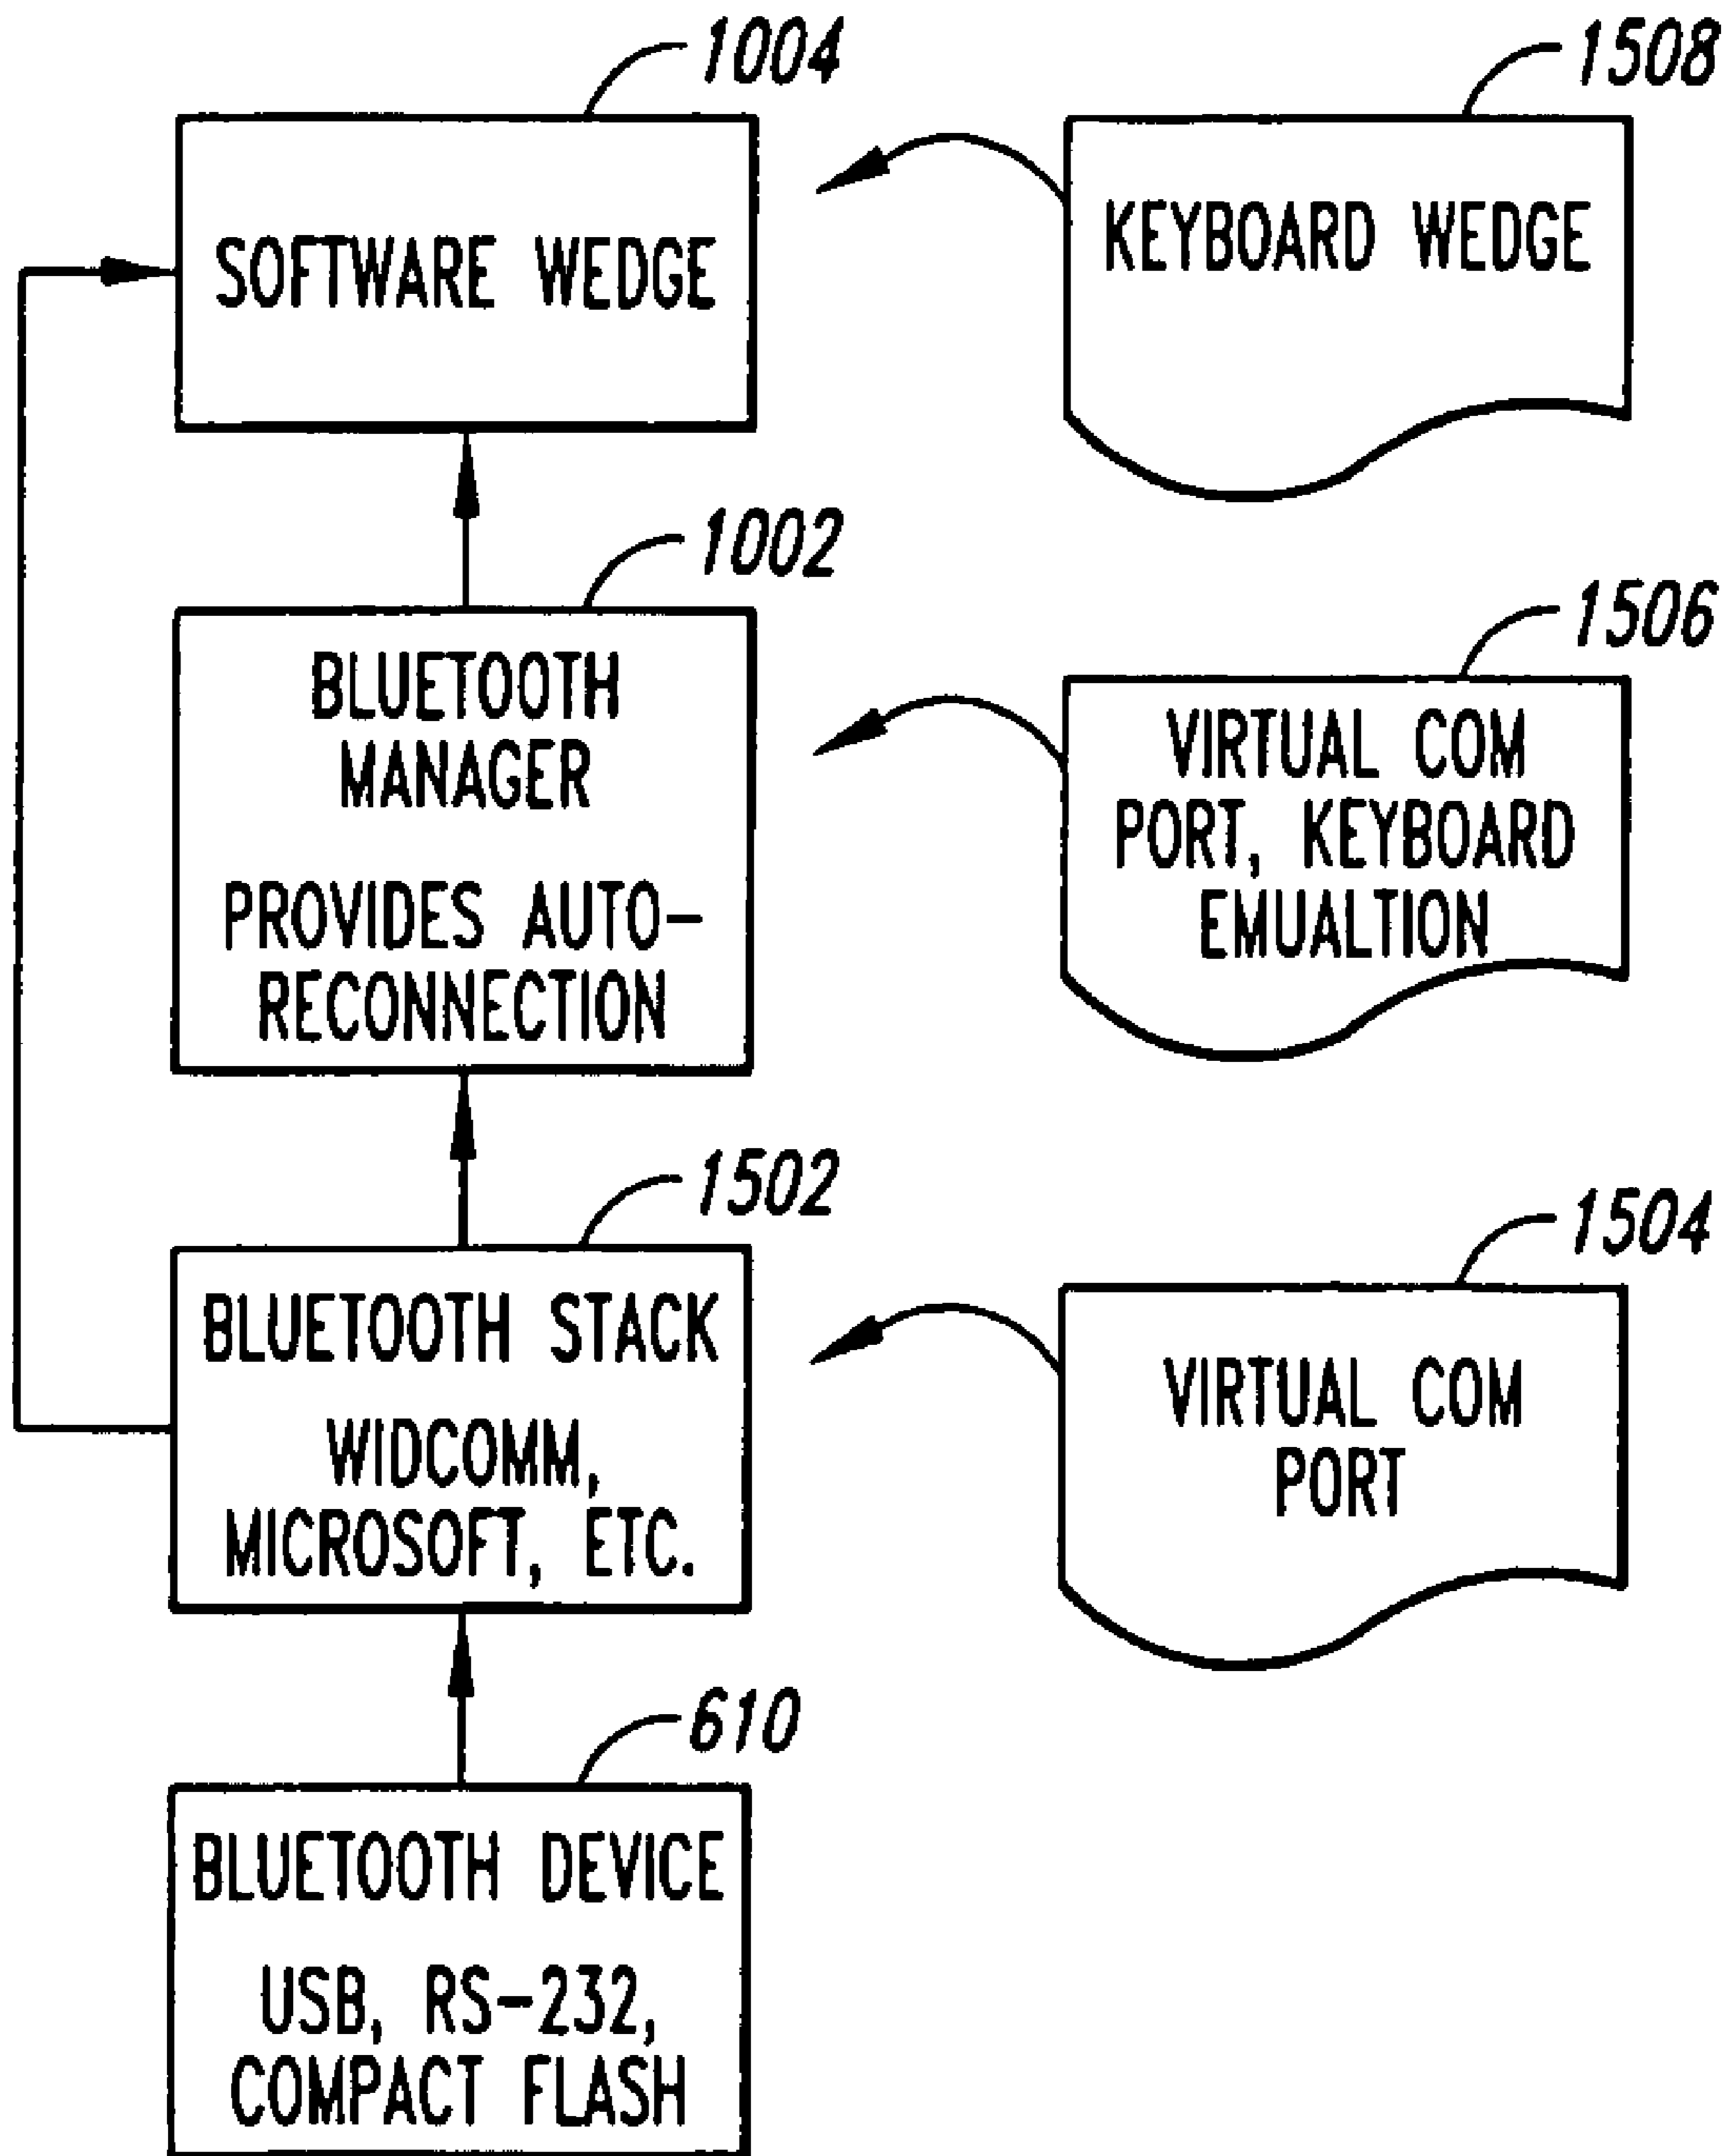 1004
SOFTWARE WEDGE
1508
KEYBOARD WEDGE
1002
BLUETOOTH
MANAGER
PROVIDES AUTO-
RECONNECTION
1506
VIRTUAL COM
PORT, KEYBOARD
EMUALTION
1502
BLUETOOTH STACK
WIDCOMM,
MICROSOFT, ETC.
1504
VIRTUAL COM
PORT
610
BLUETOOTH DEVICE
USB, RS-232,
COMPACT FLASH